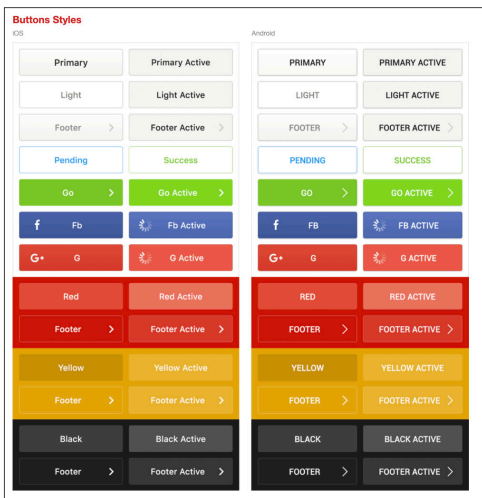 Buttons Styles
iOS
Primary
Primary Active
Light
Light Active
Footer
Footer Active
Pending
Success
Go
Go Active
f Fb
Fb Active
G+ G
G Active
Red
Red Active
Footer
Footer Active
Yellow
Yellow Active
Footer
Footer Active
Black
Black Active
Footer
Footer Active
Android
PRIMARY
PRIMARY ACTIVE
LIGHT
LIGHT ACTIVE
FOOTER
FOOTER ACTIVE
PENDING
SUCCESS
GO
GO ACTIVE
f FB
FB ACTIVE
G+ G
G ACTIVE
RED
RED ACTIVE
FOOTER
FOOTER ACTIVE
YELLOW
YELLOW ACTIVE
FOOTER
FOOTER ACTIVE
BLACK
BLACK ACTIVE
FOOTER
FOOTER ACTIVE